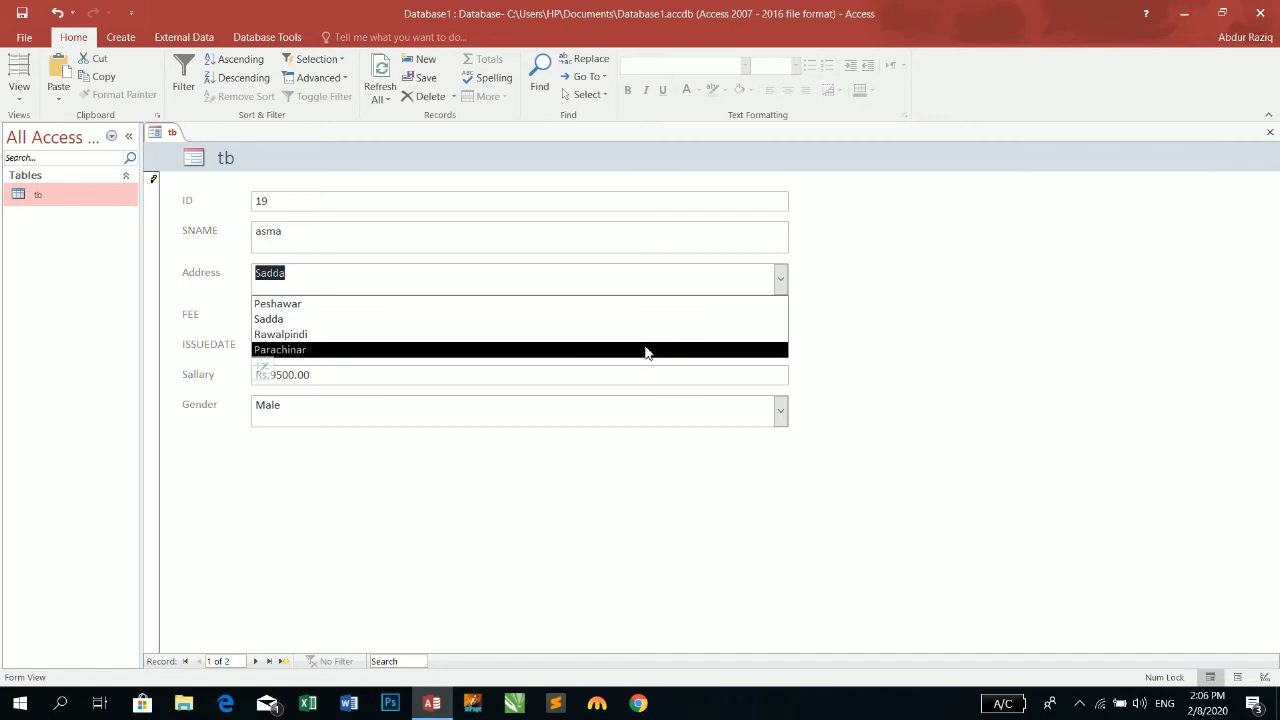 Database1 : Database- C:\Users\HP\Documents\Database1.accdb (Access 2007 - 2016 file format) - Access
?
File Home Create External Data Database Tools Tell me what you want to do...
Abdur Raziq
View
Views
Paste
Cut
Copy
Format Painter
Clipboard
Filter
Ascending
Descending
Remove Sort
Selection
Advanced
Toggle Filter
Sort & Filter
Refresh
All
New
Save
Delete
Totals
Spelling
More
Records
Find
Replace
Go To
Select
Find
B I U A
Text Formatting
All Access ...
Search...
Tables
tb
tb
tb
ID 19
SNAME asma
Address Sadda
Peshawar
Sadda
Rawalpindi
Parachinar
FEE
ISSUEDATE
Sallary Rs.9500.00
Gender Male
Record: 1 of 2 No Filter Search
Form View
Num Lock
A/C
ENG
2:06 PM
2/8/2020
3